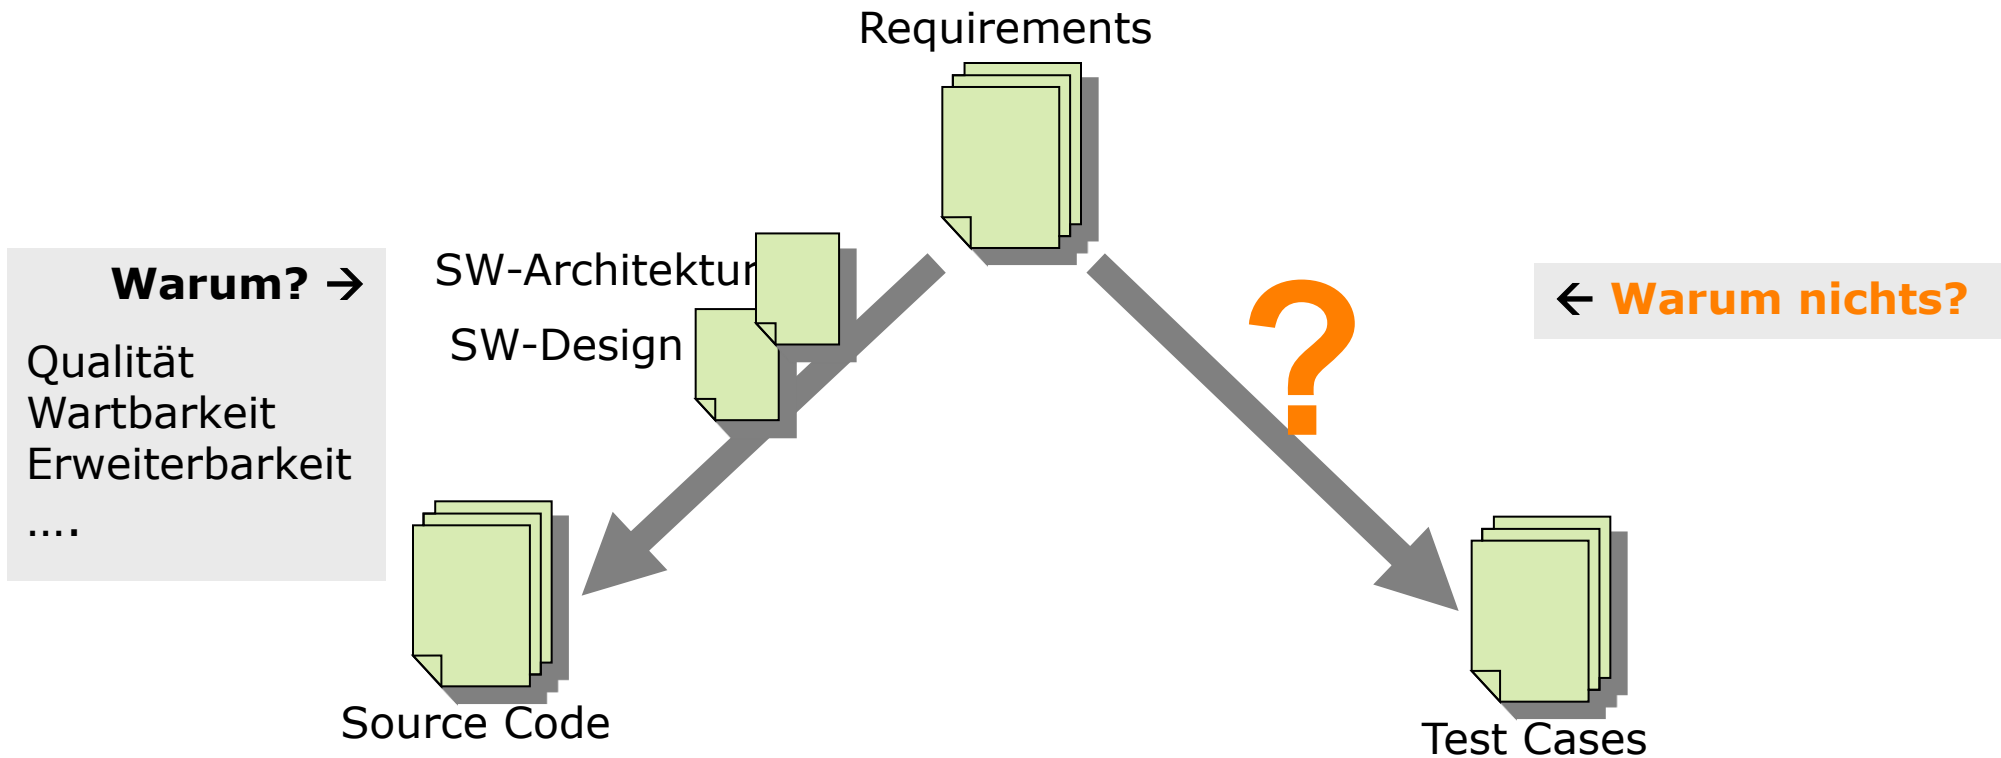 Requirements
Warum? →
Qualität
Wartbarkeit
Erweiterbarkeit
....
SW-Architektur
SW-Design
?
← Warum nichts?
Source Code
Test Cases